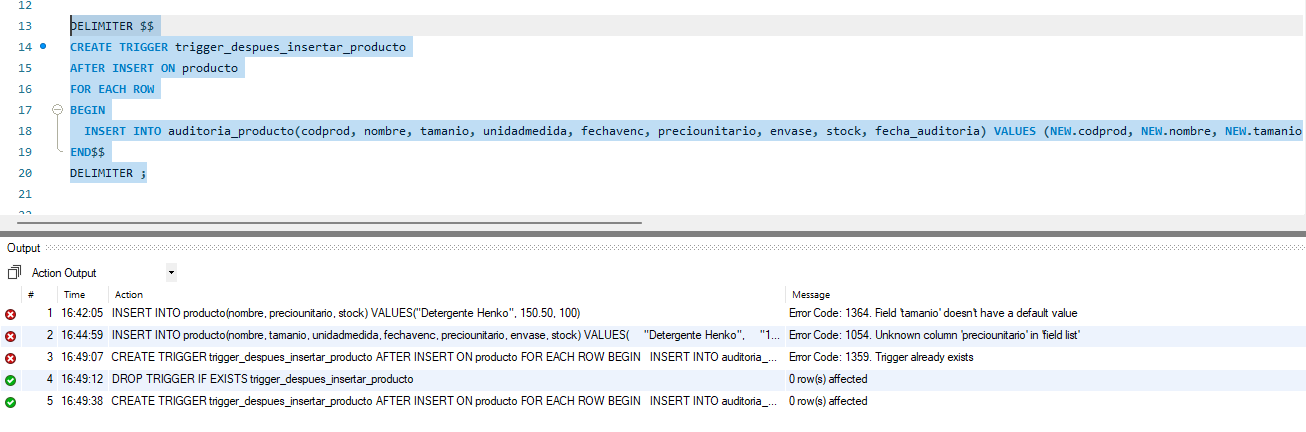 12
13 DELIMITER $$
14 CREATE TRIGGER trigger_despues_insertar_producto
15 AFTER INSERT ON producto
16 FOR EACH ROW
17 BEGIN
18 INSERT INTO auditoria_producto(codprod, nombre, tamanio, unidadmedida, fechavenc, preciounitario, envase, stock, fecha_auditoria) VALUES (NEW.codprod, NEW.nombre, NEW.tamanio
19 END$$
20 DELIMITER ;
21
Output
Action Output
# Time Action Message
1 16:42:05 INSERT INTO producto(nombre, preciounitario, stock) VALUES("Detergente Henko", 150.50, 100) Error Code: 1364. Field 'tamanio' doesn't have a default value
2 16:44:59 INSERT INTO producto(nombre, tamanio, unidadmedida, fechavenc, preciounitario, envase, stock) VALUES( "Detergente Henko", "1... Error Code: 1054. Unknown column 'preciounitario' in 'field list'
3 16:49:07 CREATE TRIGGER trigger_despues_insertar_producto AFTER INSERT ON producto FOR EACH ROW BEGIN INSERT INTO auditoria_... Error Code: 1359. Trigger already exists
4 16:49:12 DROP TRIGGER IF EXISTS trigger_despues_insertar_producto 0 row(s) affected
5 16:49:38 CREATE TRIGGER trigger_despues_insertar_producto AFTER INSERT ON producto FOR EACH ROW BEGIN INSERT INTO auditoria_... 0 row(s) affected